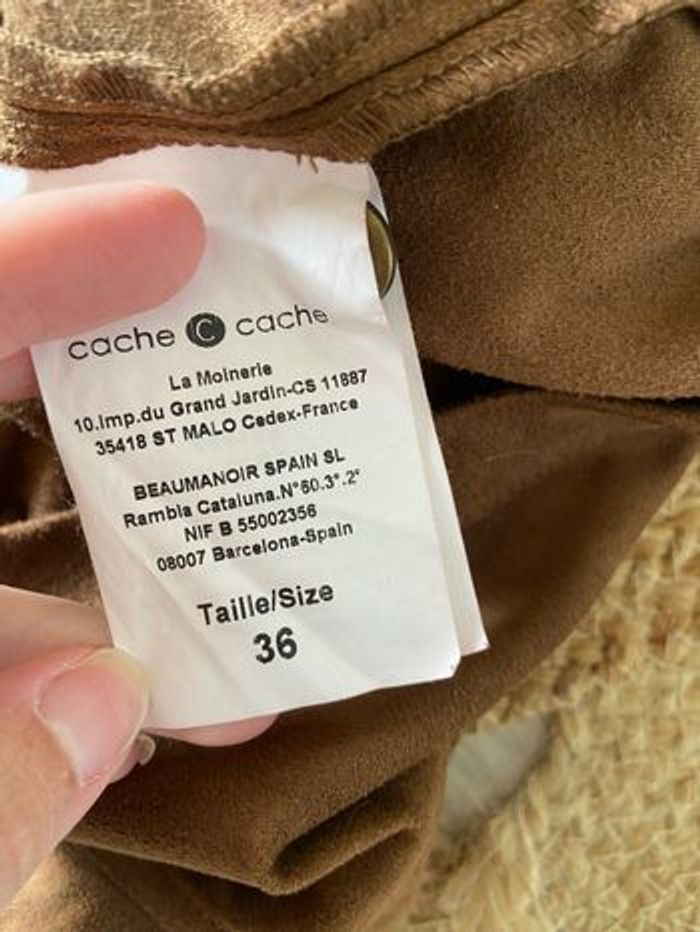 cache C cache
La Moinerie
10.Imp.du Grand Jardin-CS 11887
35418 ST MALO Cedex-France
BEAUMANOIR SPAIN SL
Rambla Cataluna.N°60.3°.2°
NIF B 55002356
08007 Barcelona-Spain
Taille/Size
36